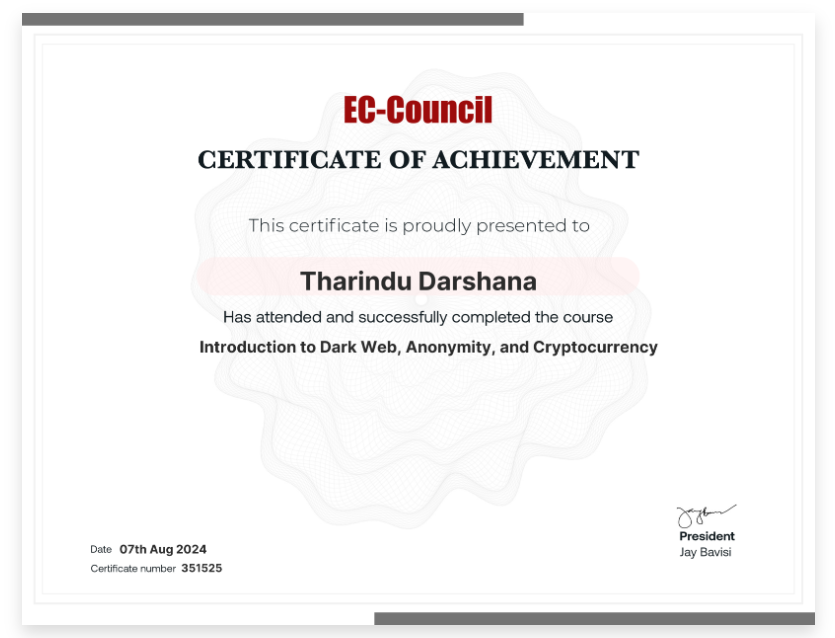 EC-Council
CERTIFICATE OF ACHIEVEMENT
This certificate is proudly presented to
Tharindu Darshana
Has attended and successfully completed the course
Introduction to Dark Web, Anonymity, and Cryptocurrency
President
Jay Bavisi
Date 07th Aug 2024
Certificate number 351525